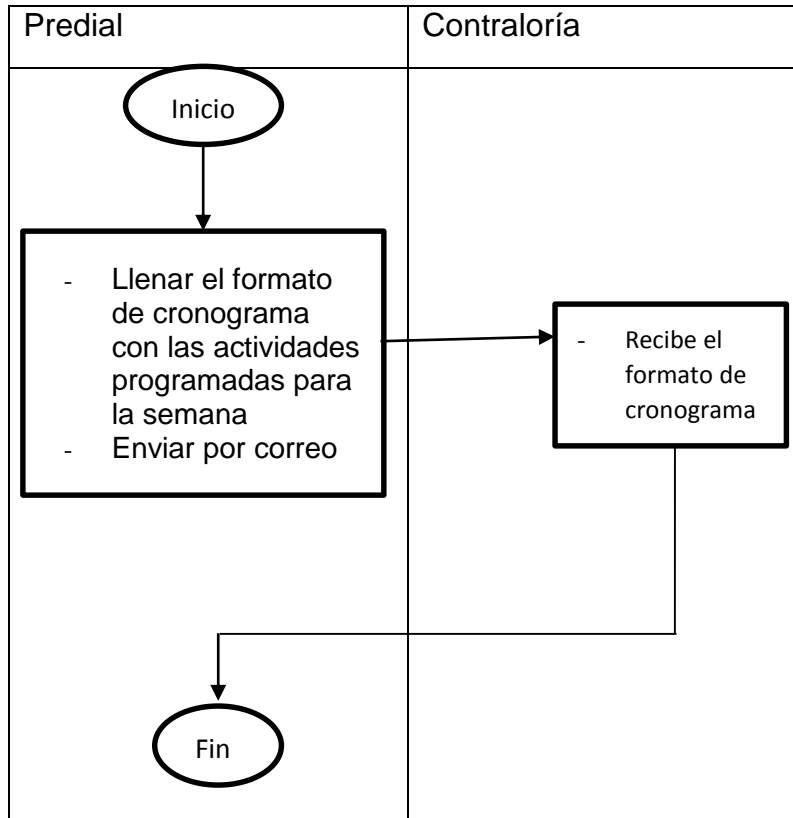 Predial
Contraloría
Inicio
- Llenar el formato
de cronograma
con las actividades
programadas para
la semana
- Enviar por correo
- Recibe el
formato de
cronograma
Fin